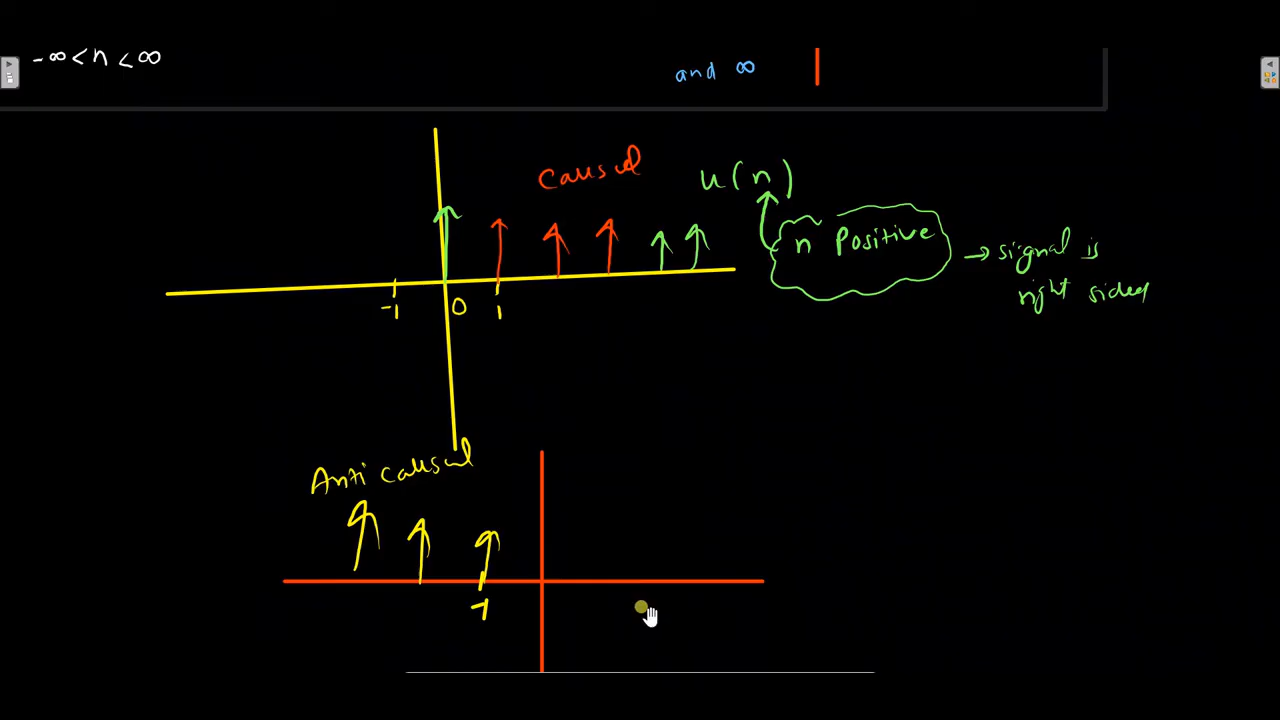 -∞ < n < ∞
and ∞
Causal
u(n)
n Positive
→ signal is
right sided
-1 0 1
Anti causal
-1